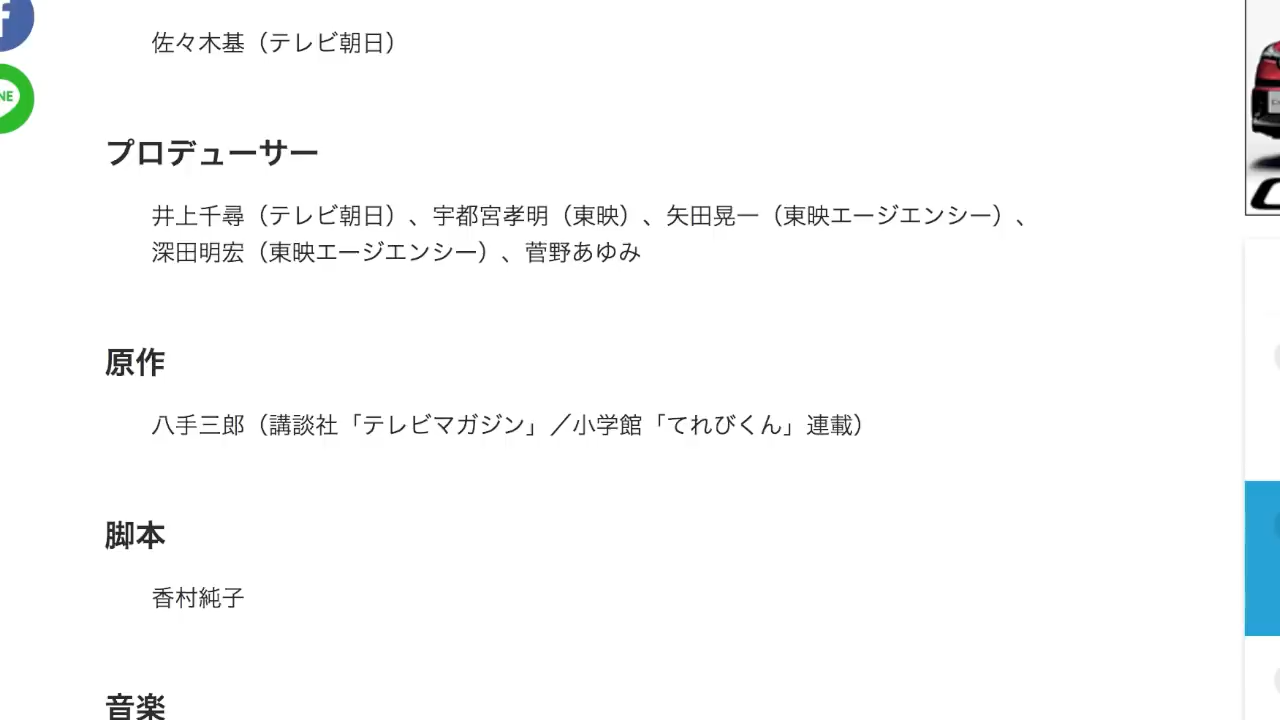 佐々木基（テレビ朝日）
プロデューサー
井上千尋（テレビ朝日）、宇都宮孝明（東映）、矢田晃一（東映エージエンシー）、
深田明宏（東映エージエンシー）、菅野あゆみ
原作
八手三郎（講談社「テレビマガジン」／小学館「てれびくん」連載）
脚本
香村純子
音楽